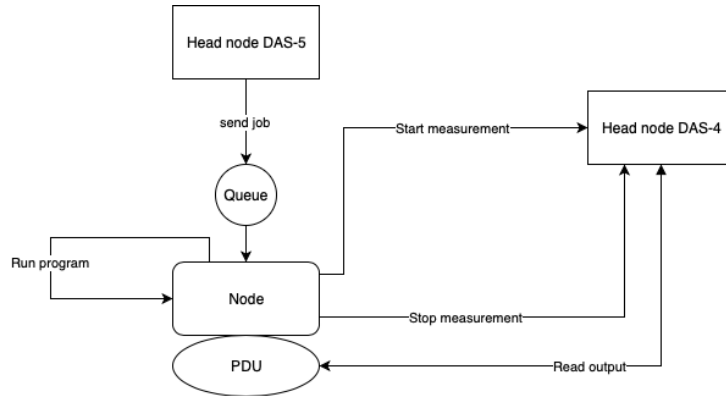 Head node DAS-5
send job
Start measurement
Head node DAS-4
Queue
Run program
Node
Stop measurement
PDU
Read output